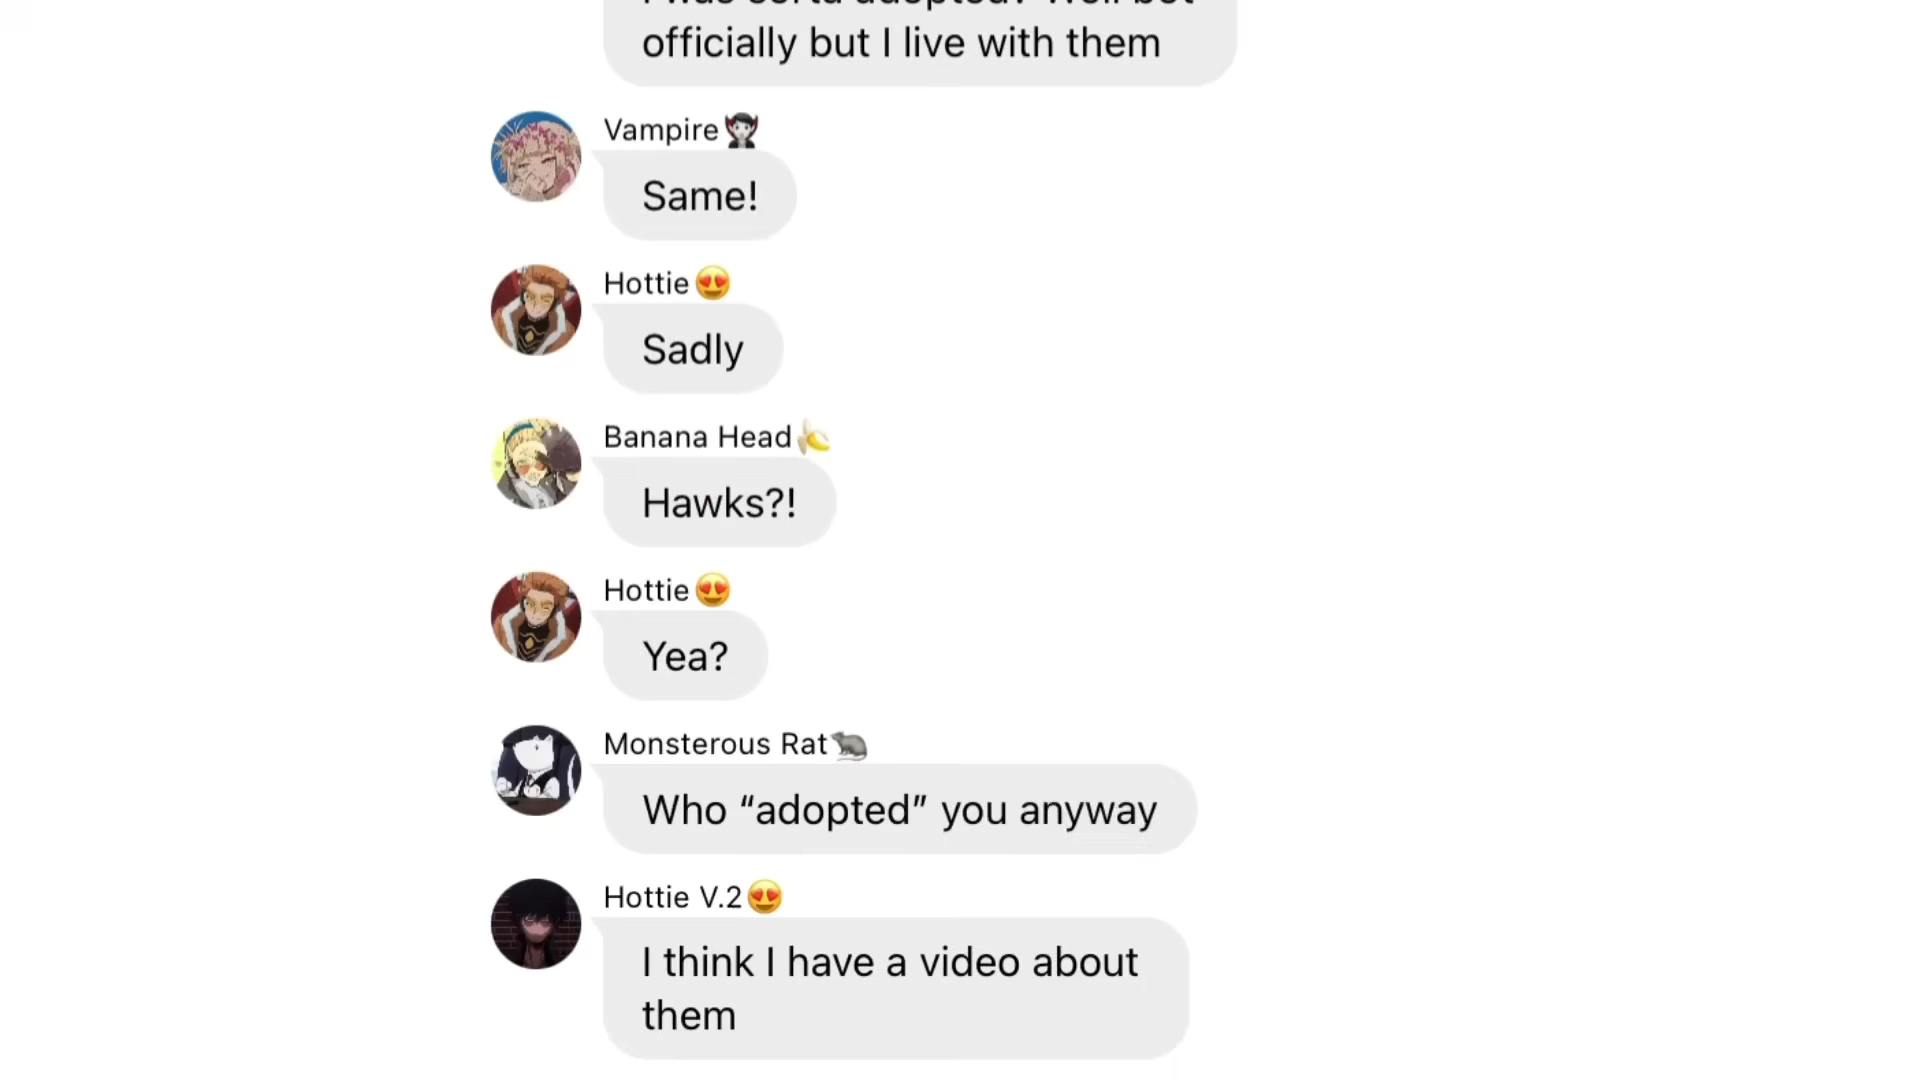 officially but I live with them
Vampire🧛🏻
Same!
Hottie😍
Sadly
Banana Head🍌
Hawks?!
Hottie😍
Yea?
Monsterous Rat🐀
Who “adopted” you anyway
Hottie V.2😍
I think I have a video about
them